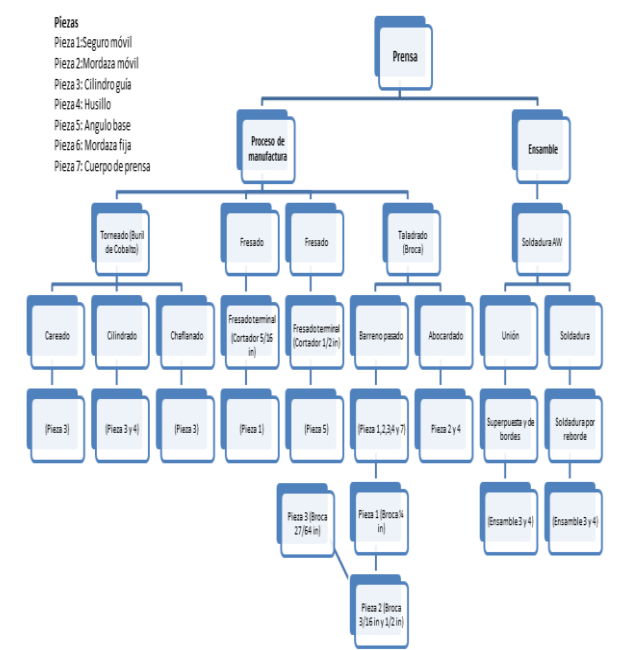 Piezas
Pieza 1:Seguro móvil
Pieza 2:Mordaza móvil
Pieza 3: Cilindro guía
Pieza 4: Husillo
Pieza 5: Angulo base
Pieza 6: Mordaza fija
Pieza 7: Cuerpo de prensa
Prensa
Proceso de
manufactura
Ensamble
Torneado (Buril
de Cobalto)
Fresado
Fresado
Taladrado
(Broca)
Soldadura AW
Careado
Cilindrado
Chaflanado
Fresado terminal
(Cortador 5/16
in)
Fresado terminal
(Cortador 1/2 in)
Barreno pasado
Abocardado
Unión
Soldadura
(Pieza 3)
(Pieza 3 y 4)
(Pieza 3)
(Pieza 1)
(Pieza 5)
(Pieza 1,2,3,4 y 7)
Pieza 2 y 4
Superpuesta y de
bordes
Soldadura por
reborde
Pieza 3 (Broca
27/64 in)
Pieza 1 (Broca ¼
in)
(Ensamble 3 y 4)
(Ensamble 3 y 4)
Pieza 2 (Broca
3/16 in y 1/2 in)